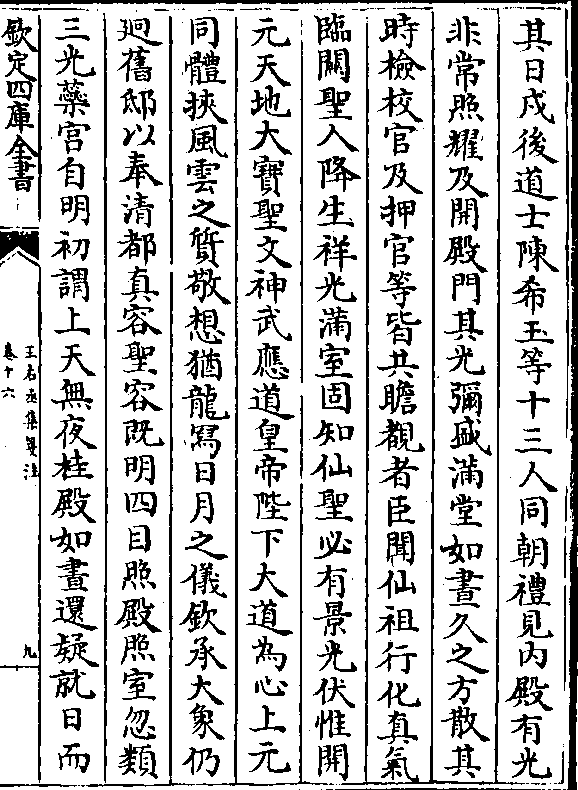 其日戌後道士陳希玉等十三人同朝禮見内殿有光
非常照耀及開殿門其光彌盛滿堂如晝久之方散其
時檢校官及押官等皆共瞻覩者臣聞仙祖行化真氣
臨闗聖人降生祥光滿室固知仙聖必有景光伏惟開
元天地大寶聖文神武應道皇帝陛下大道為心上元
同體挾風雲之質敬想猶龍寫日月之儀欽承大象仍
廻舊邸以奉清都真容聖容既明四目照殿照室忽類
三光蘂宫自明初謂上天無夜桂殿如晝還疑就日而
欽定四庫全書
王右丞集箋注
卷十六
九